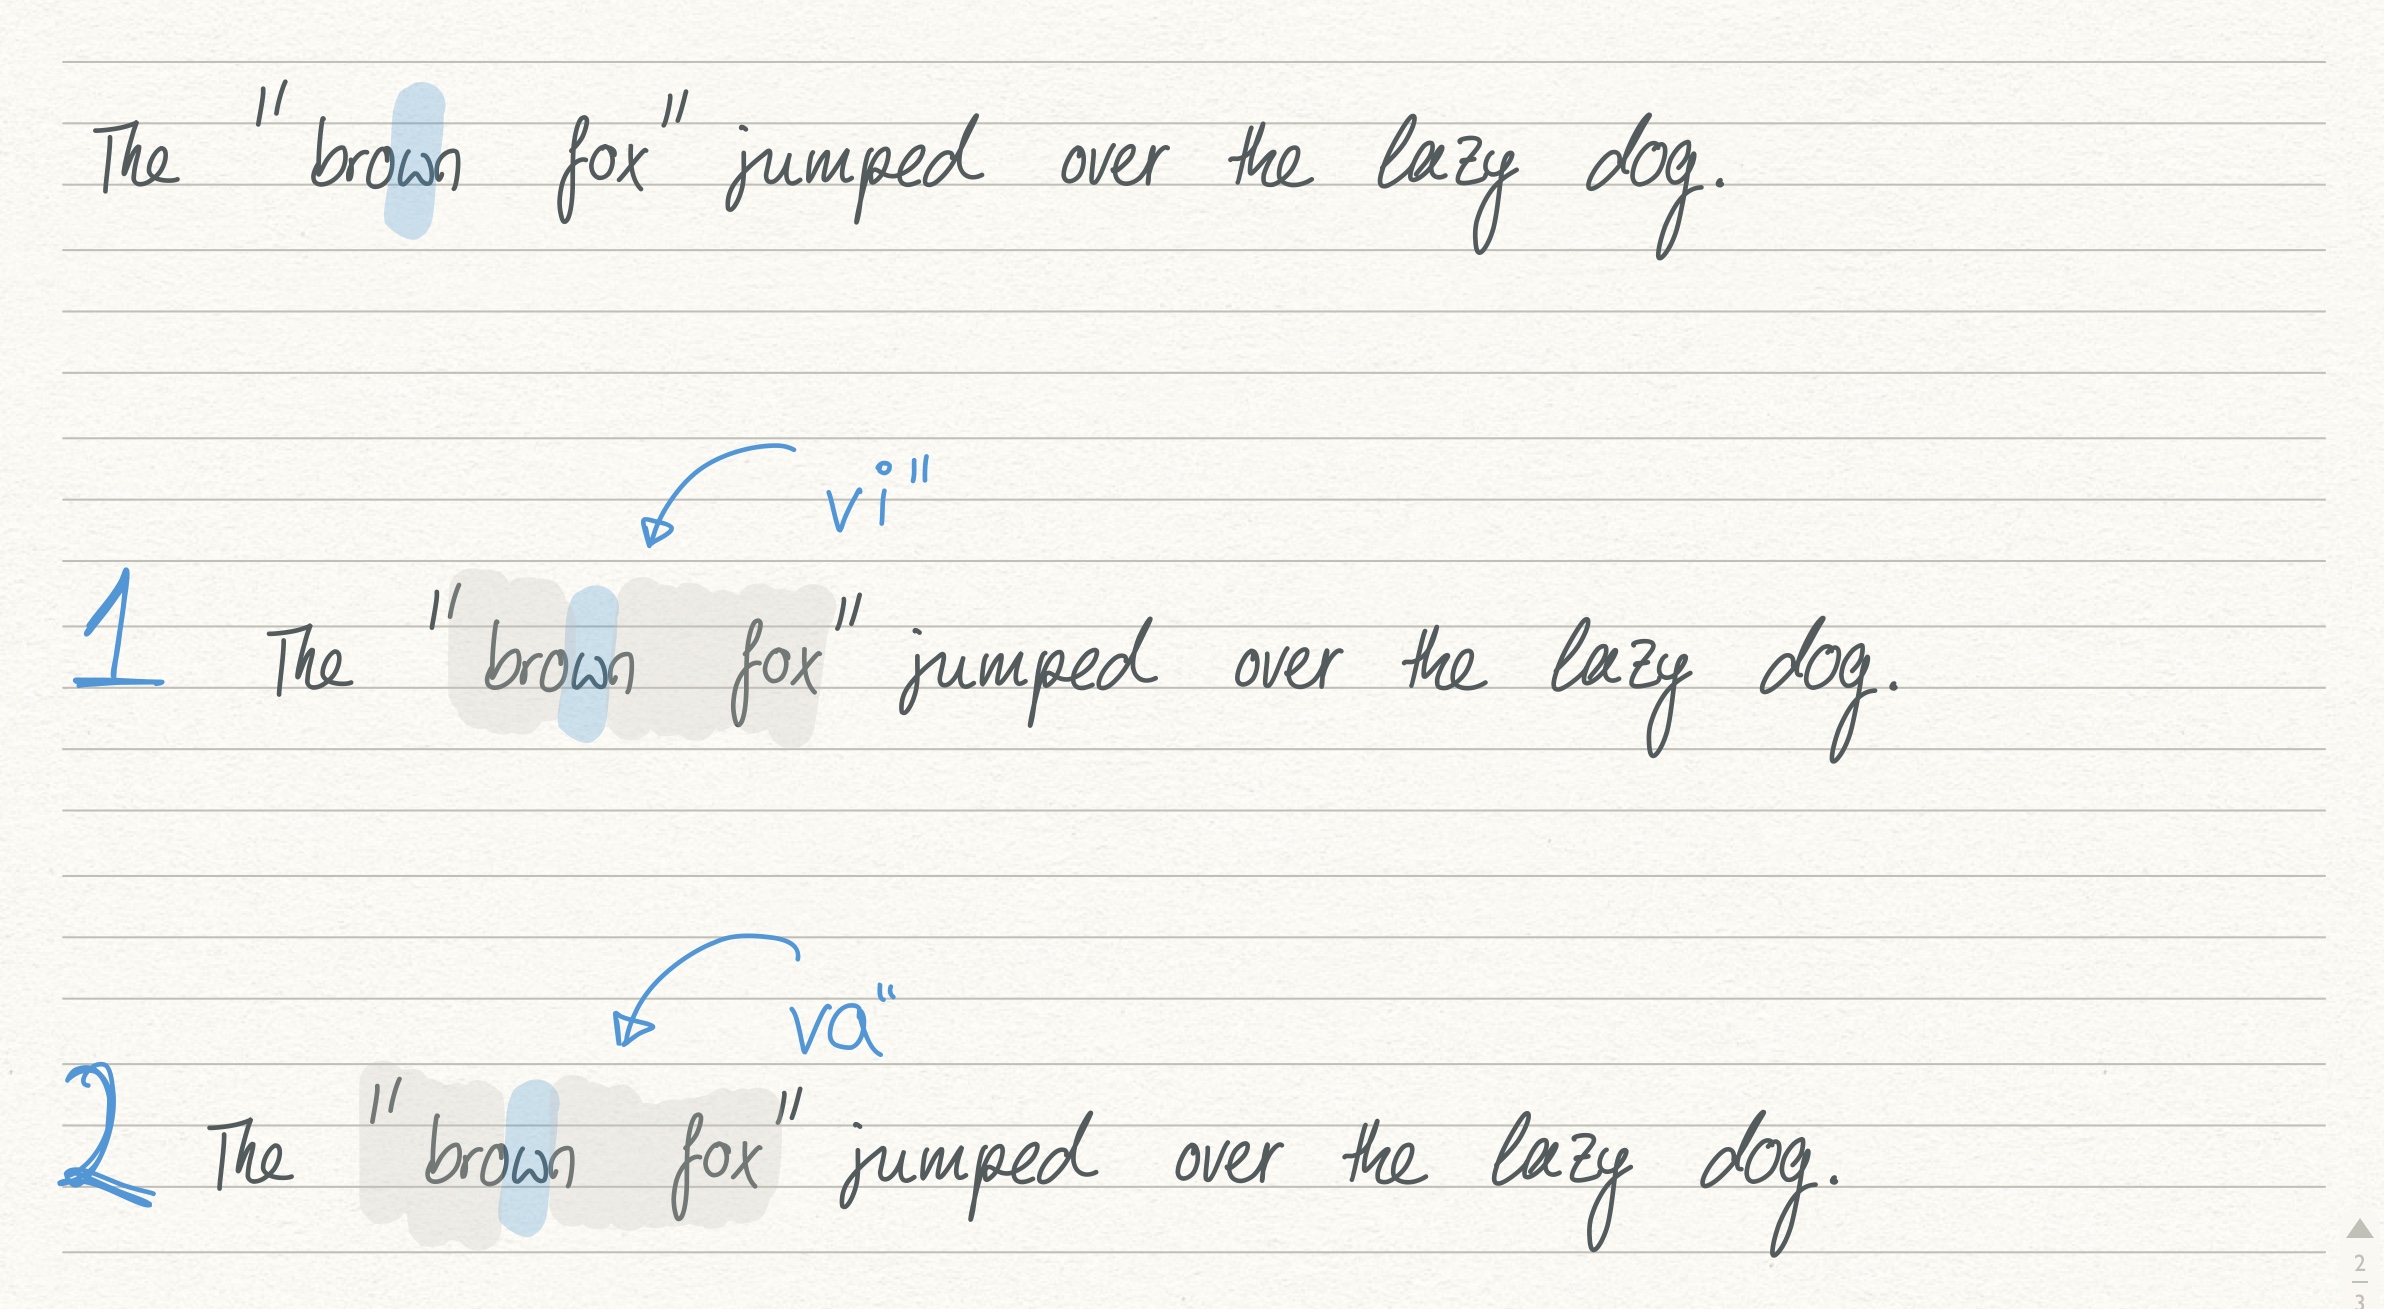 The "brown fox" jumped over the lazy dog.
vi"
1 The "brown fox" jumped over the lazy dog.
va"
2 The "brown fox" jumped over the lazy dog.
2
3